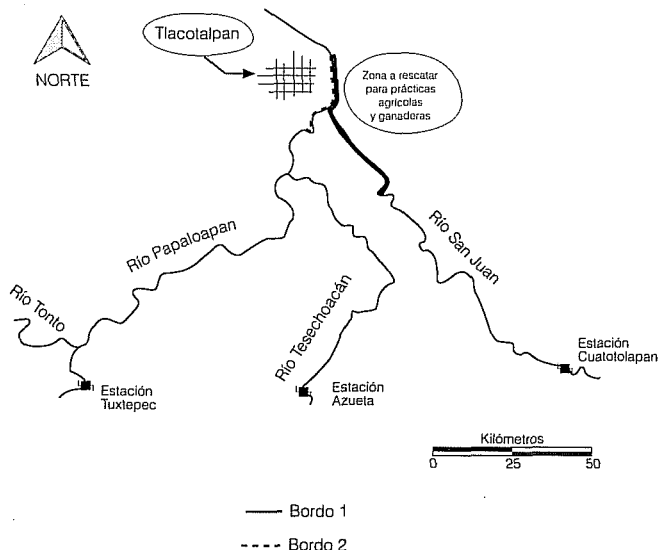 Tlacotalpan
NORTE
Zona a rescatar
para prácticas
agrícolas
y ganaderas
Río San Juan
Río Papaloapan
Río Tonto
Río Tesechoacán
Estación
Cuatotolapan
Estación
Tuxtepec
Estación
Azueta
Kilómetros
0 25 50
Bordo 1
Bordo 2